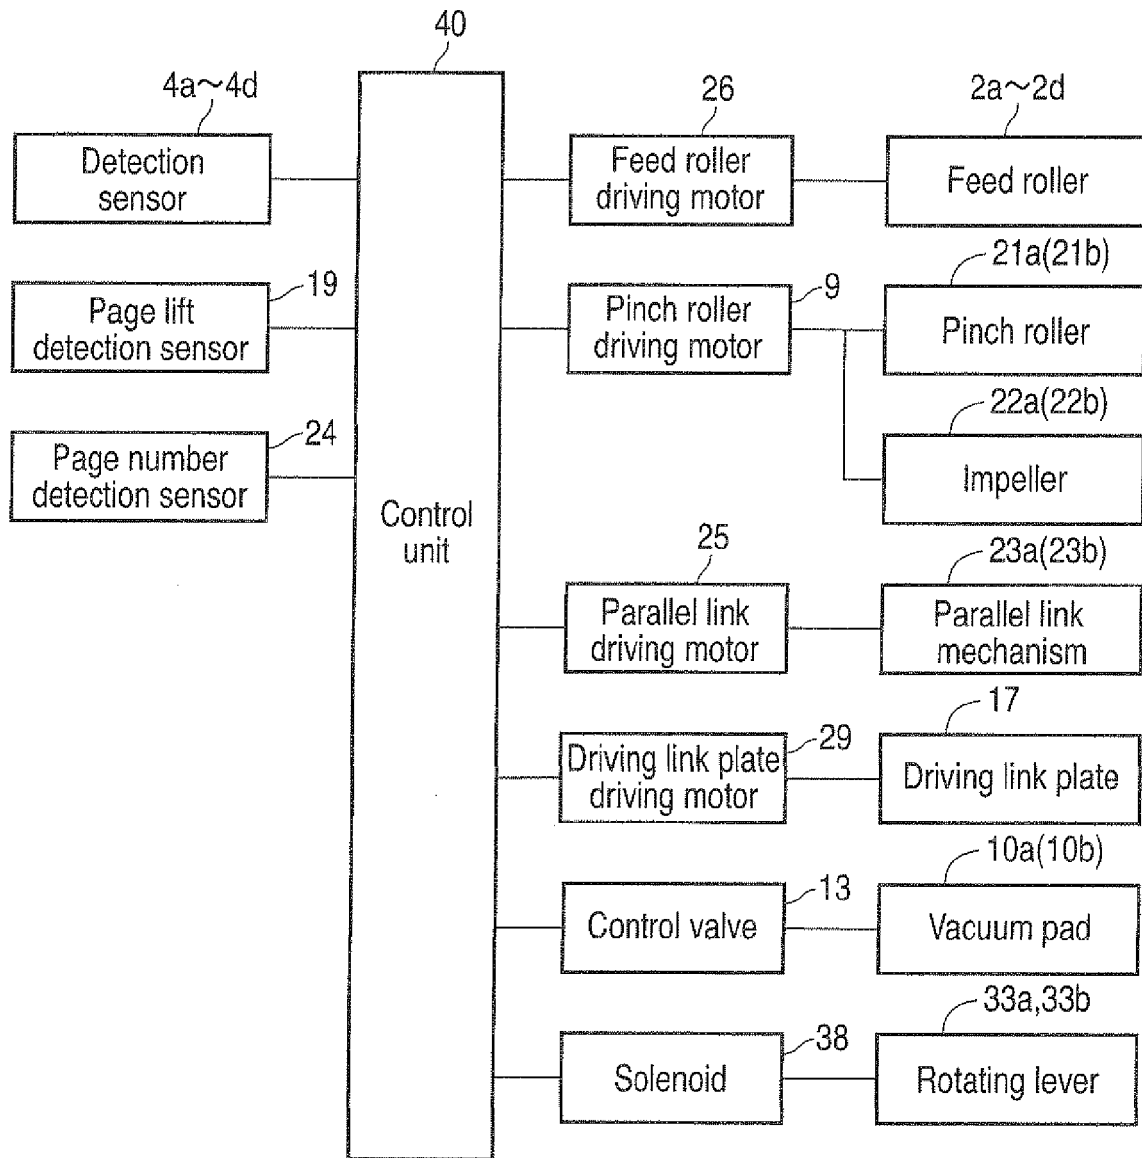 40
4a~4d
26
2a~2d
Detection
sensor
Feed roller
driving motor
Feed roller
21a(21b)
19
9
Page lift
detection sensor
Pinch roller
driving motor
Pinch roller
22a(22b)
24
Page number
detection sensor
Impeller
Control
unit
25
23a(23b)
Parallel link
driving motor
Parallel link
mechanism
17
29
Driving link plate
driving motor
Driving link plate
10a(10b)
13
Control valve
Vacuum pad
33a,33b
38
Solenoid
Rotating lever